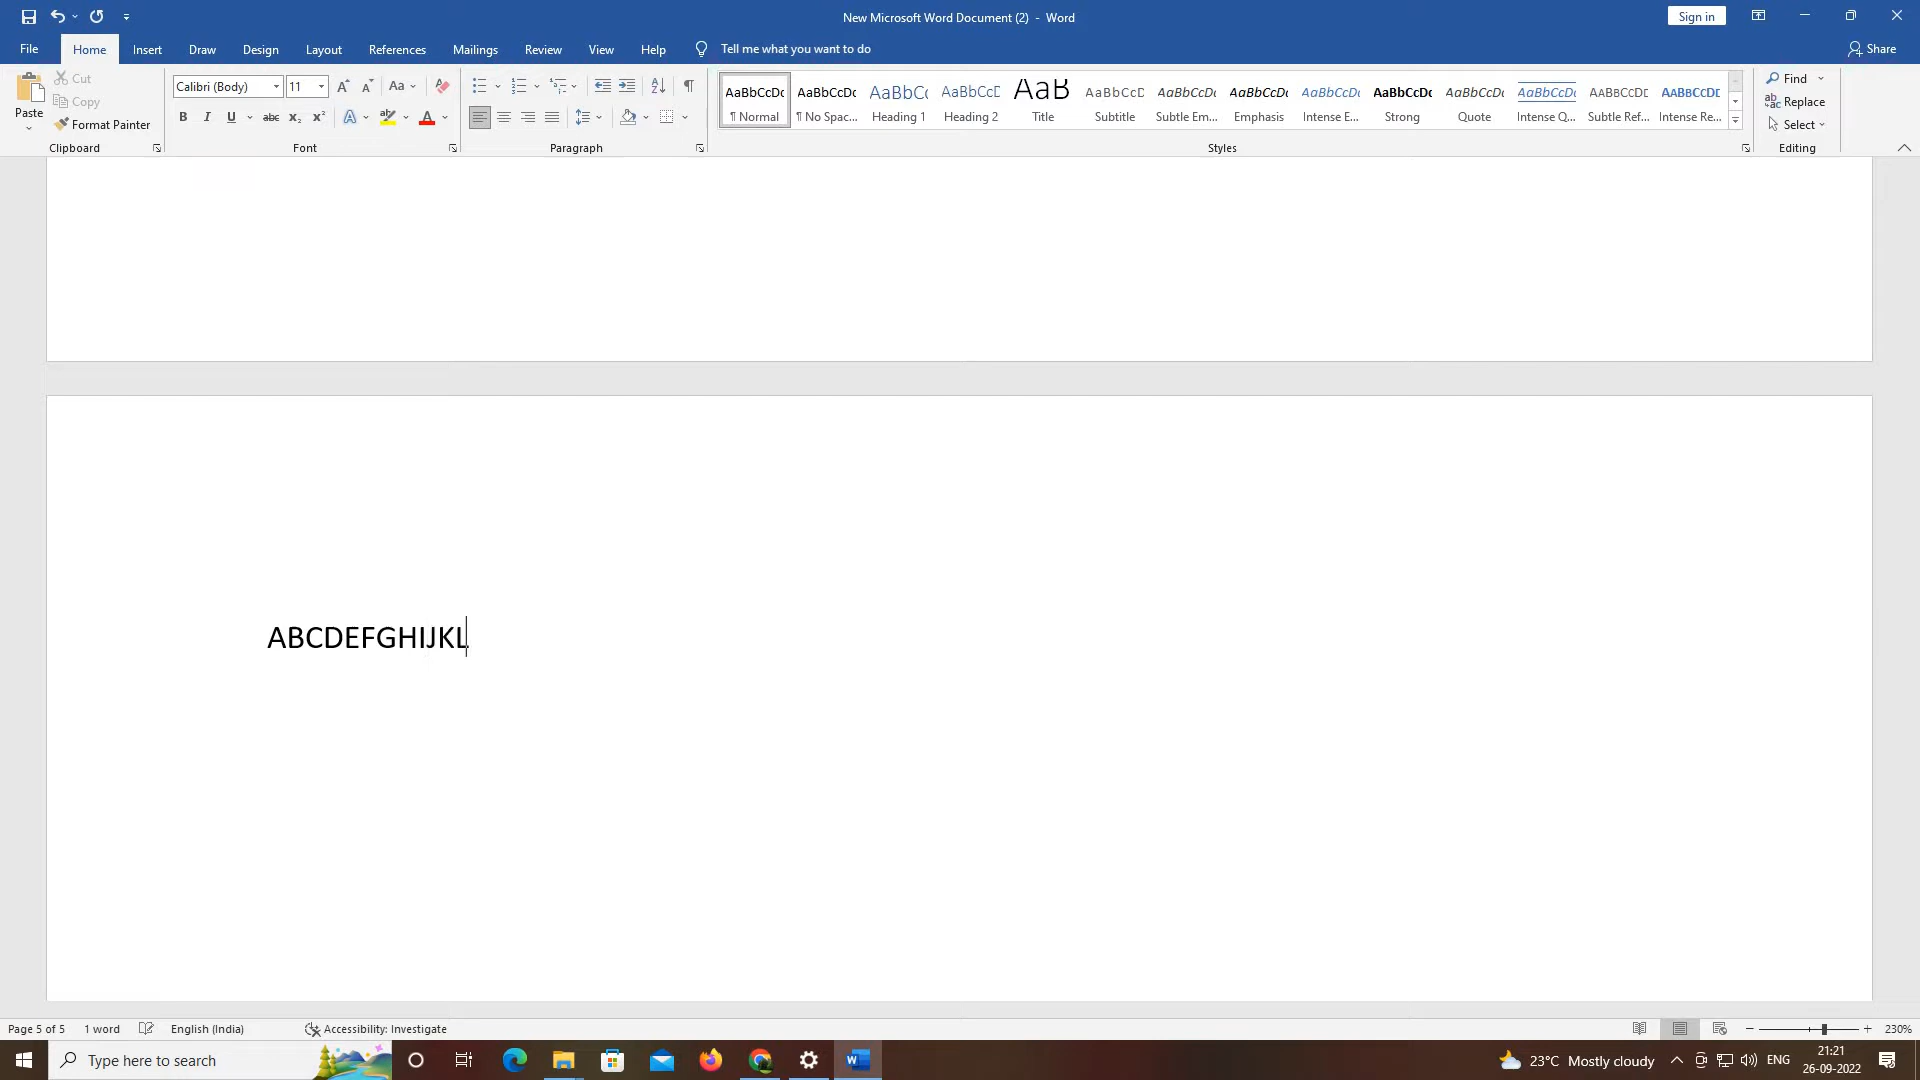 New Microsoft Word Document (2) - Word
Sign in
File Home Insert Draw Design Layout References Mailings Review View Help Tell me what you want to do Share
Paste
Cut
Copy
Format Painter
Clipboard
Calibri (Body) 11
Font
Paragraph
AaBbCcDc ¶ Normal
AaBbCcDc ¶ No Spac...
AaBbC( Heading 1
AaBbCcD Heading 2
AaB Title
AaBbCcD Subtitle
AaBbCcDc Subtle Em...
AaBbCcDc Emphasis
AaBbCcDc Intense E...
AaBbCcDc Strong
AaBbCcDc Quote
AaBbCcDc Intense Q...
AABBCCDD Subtle Ref...
AABBCCDD Intense Re...
Styles
Find
Replace
Select
Editing
ABCDEFGHIJKL
Page 5 of 5 1 word English (India) Accessibility: Investigate 230%
Type here to search
23°C Mostly cloudy ENG
21:21
26-09-2022